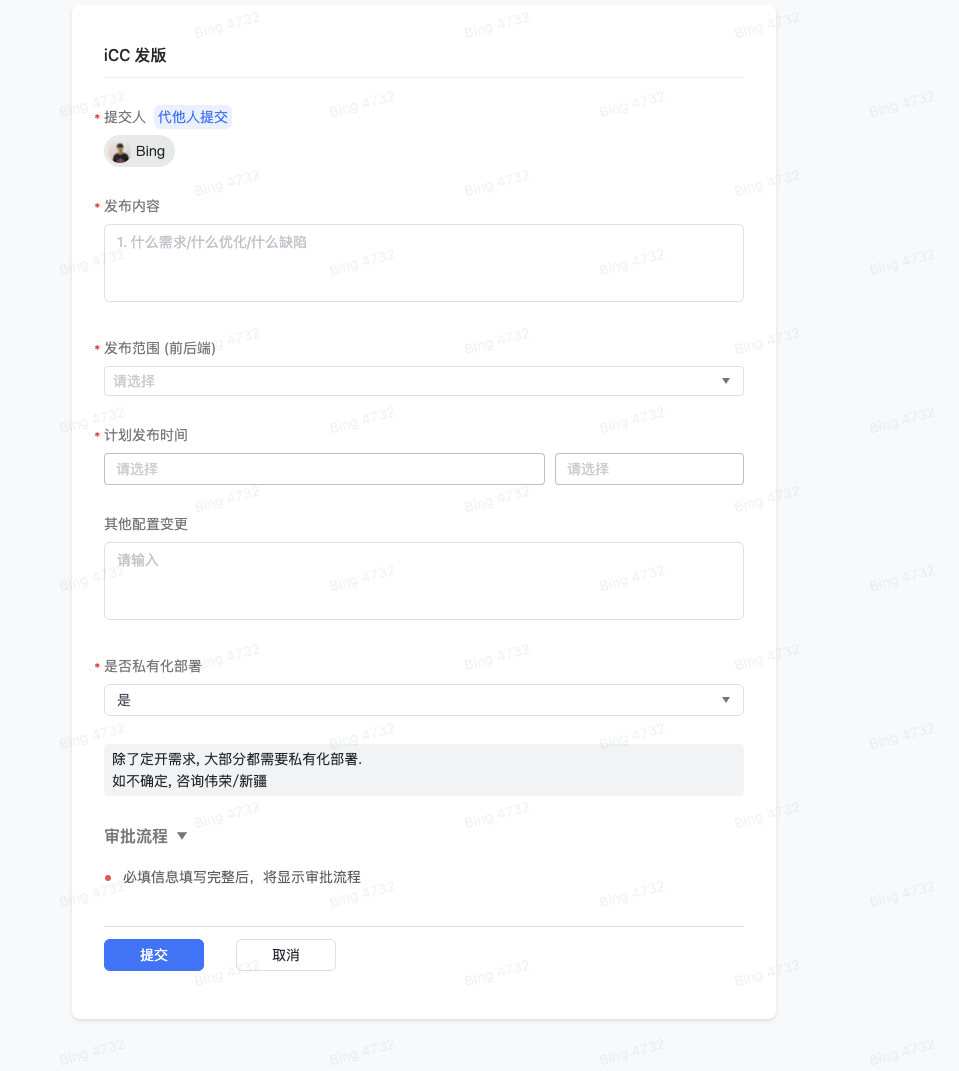 iCC 发版
* 提交人 代他人提交
Bing
* 发布内容
1. 什么需求/什么优化/什么缺陷
* 发布范围 (前后端)
请选择
* 计划发布时间
请选择 请选择
其他配置变更
请输入
* 是否私有化部署
是
除了定开需求, 大部分都需要私有化部署.
如不确定, 咨询伟荣/新疆
审批流程
必填信息填写完整后，将显示审批流程
提交 取消
Bing 4732